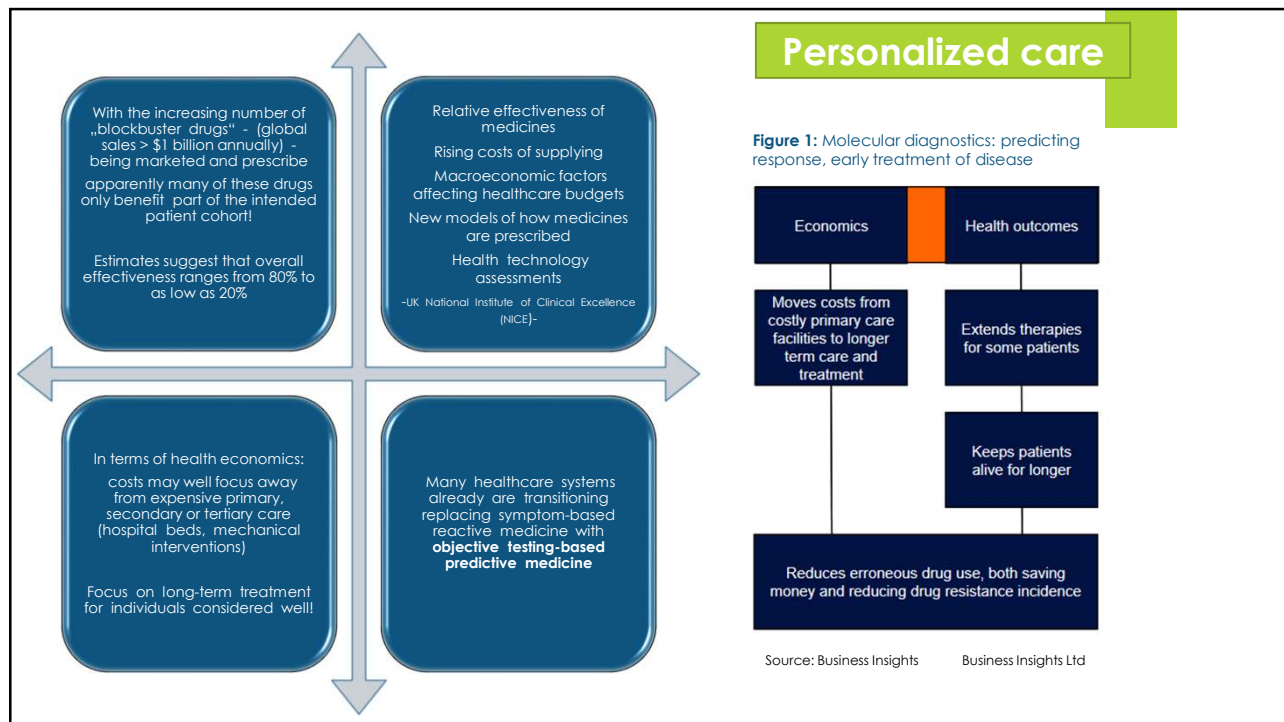 Personalized care
With the increasing number of
„blockbuster drugs“ - (global
sales > $1 billion annually) -
being marketed and prescribe
apparently many of these drugs
only benefit part of the intended
patient cohort!
Estimates suggest that overall
effectiveness ranges from 80% to
as low as 20%
Relative effectiveness of
medicines
Rising costs of supplying
Macroeconomic factors
affecting healthcare budgets
New models of how medicines
are prescribed
Health technology
assessments
-UK National Institute of Clinical Excellence
(NICE)-
In terms of health economics:
costs may well focus away
from expensive primary,
secondary or tertiary care
(hospital beds, mechanical
interventions)
Focus on long-term treatment
for individuals considered well!
Many healthcare systems
already are transitioning
replacing symptom-based
reactive medicine with
objective testing-based
predictive medicine
Figure 1: Molecular diagnostics: predicting
response, early treatment of disease
Economics
Health outcomes
Moves costs from
costly primary care
facilities to longer
term care and
treatment
Extends therapies
for some patients
Keeps patients
alive for longer
Reduces erroneous drug use, both saving
money and reducing drug resistance incidence
Source: Business Insights
Business Insights Ltd